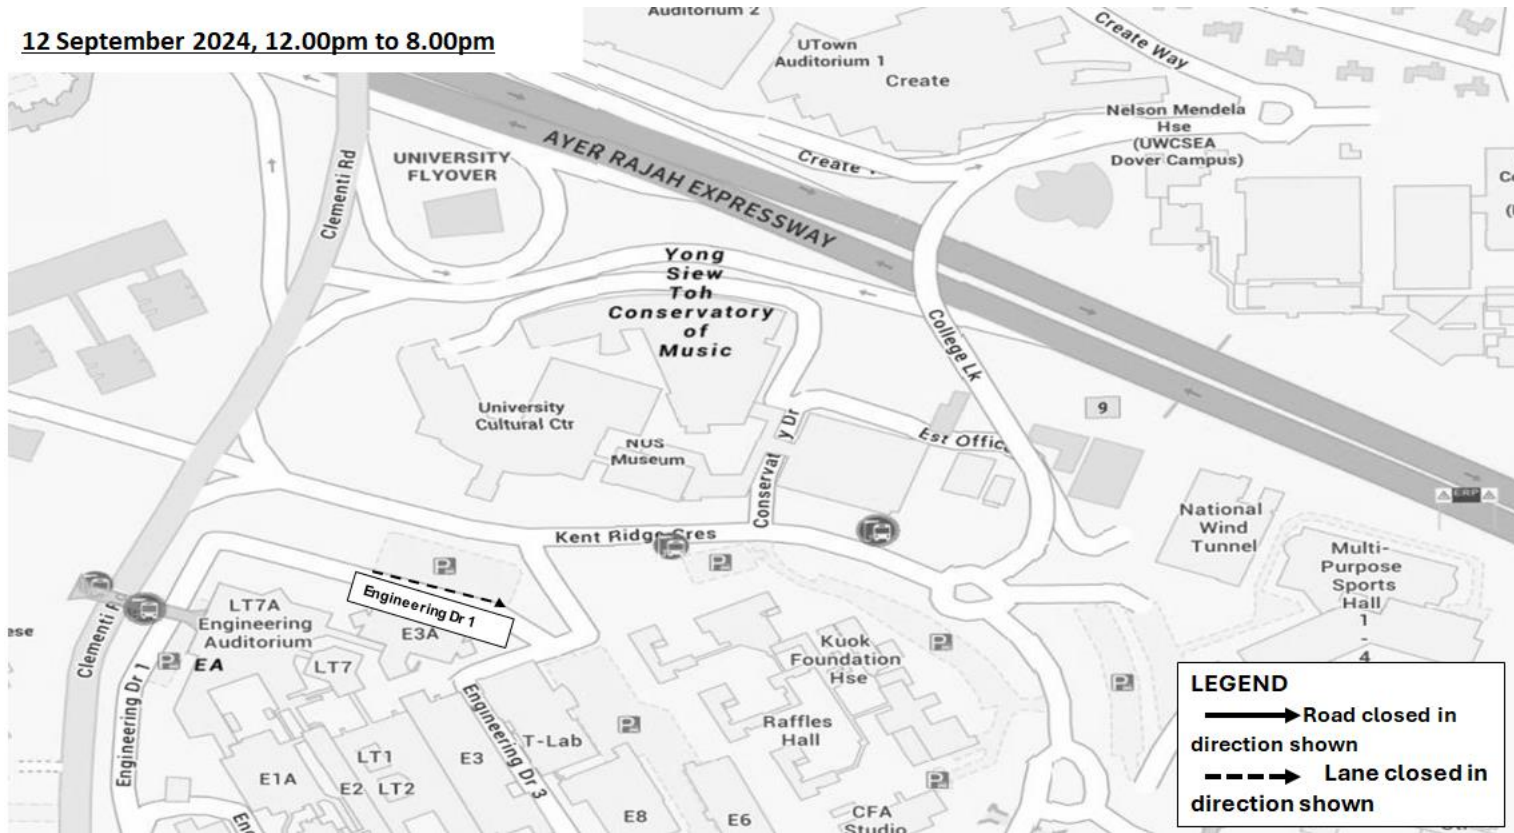 Auditorium 2
12 September 2024, 12.00pm to 8.00pm
Create Way
UTown
Auditorium 1
Create
Nelson Mendela
Hse
(UWCSEA
Dover Campus)
AYER RAJAH EXPRESSWAY
UNIVERSITY
FLYOVER
Clementi Rd
Create
Yong
Siew
Toh
Conservatory
of
Music
College Lk
University
Cultural Ctr
NUS
Museum
Conservat
y Dr
Est Offic
9
ERP
National
Wind
Tunnel
Kent Ridge Cres
Multi-
Purpose
Sports
Hall
1
-
4
P
P
Engineering Dr 1
LT7A
Engineering
Auditorium
E3A
Clementi R
ese
P
EA
LT7
Engineering Dr 1
Kuok
Foundation
Hse
P
P
Raffles
Hall
P
T-Lab
Engineering Dr 3
LT1
E3
E1A
E2
LT2
E8
E6
P
CFA
Studio
Eng
LEGEND
Road closed in
direction shown
Lane closed in
direction shown